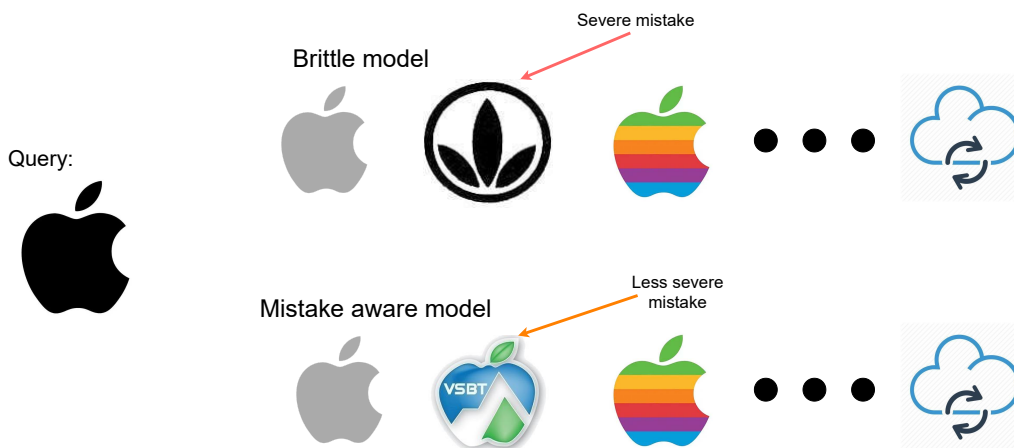 Severe mistake
Brittle model
Query:
Less severe
mistake
Mistake aware model
VSBT